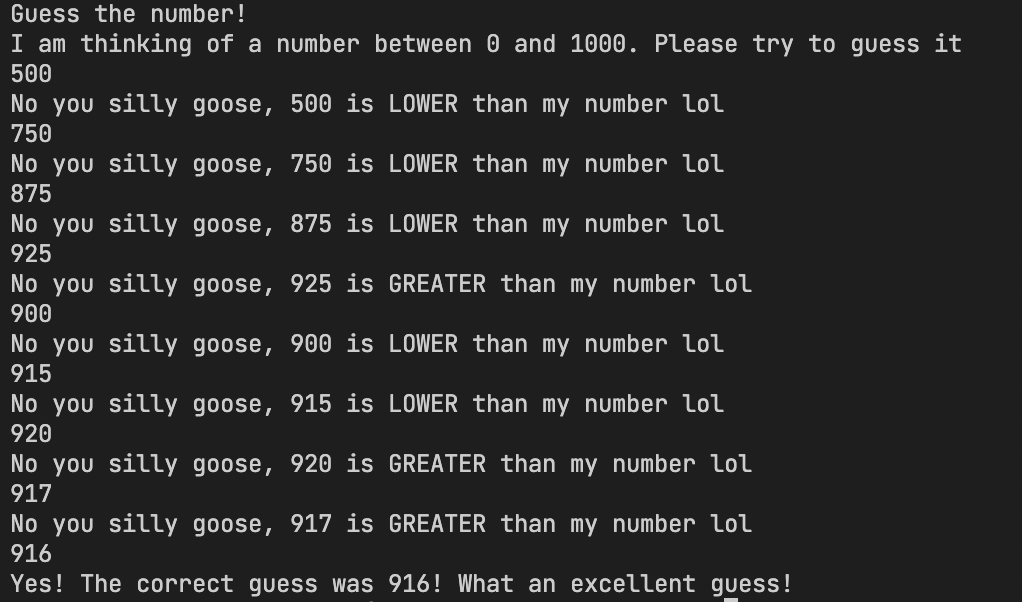 Guess the number!
I am thinking of a number between 0 and 1000. Please try to guess it
500
No you silly goose, 500 is LOWER than my number lol
750
No you silly goose, 750 is LOWER than my number lol
875
No you silly goose, 875 is LOWER than my number lol
925
No you silly goose, 925 is GREATER than my number lol
900
No you silly goose, 900 is LOWER than my number lol
915
No you silly goose, 915 is LOWER than my number lol
920
No you silly goose, 920 is GREATER than my number lol
917
No you silly goose, 917 is GREATER than my number lol
916
Yes! The correct guess was 916! What an excellent guess!